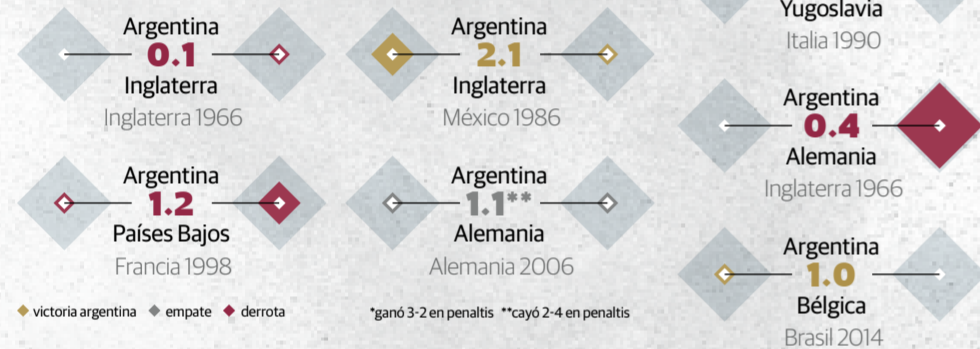 Argentina
0.1
Inglaterra
Inglaterra 1966
Argentina
2.1
Inglaterra
México 1986
Yugoslavia
Italia 1990
Argentina
0.4
Alemania
Inglaterra 1966
Argentina
1.2
Países Bajos
Francia 1998
Argentina
1.1**
Alemania
Alemania 2006
Argentina
1.0
Bélgica
Brasil 2014
victoria argentina empate derrota
*ganó 3-2 en penaltis **cayó 2-4 en penaltis